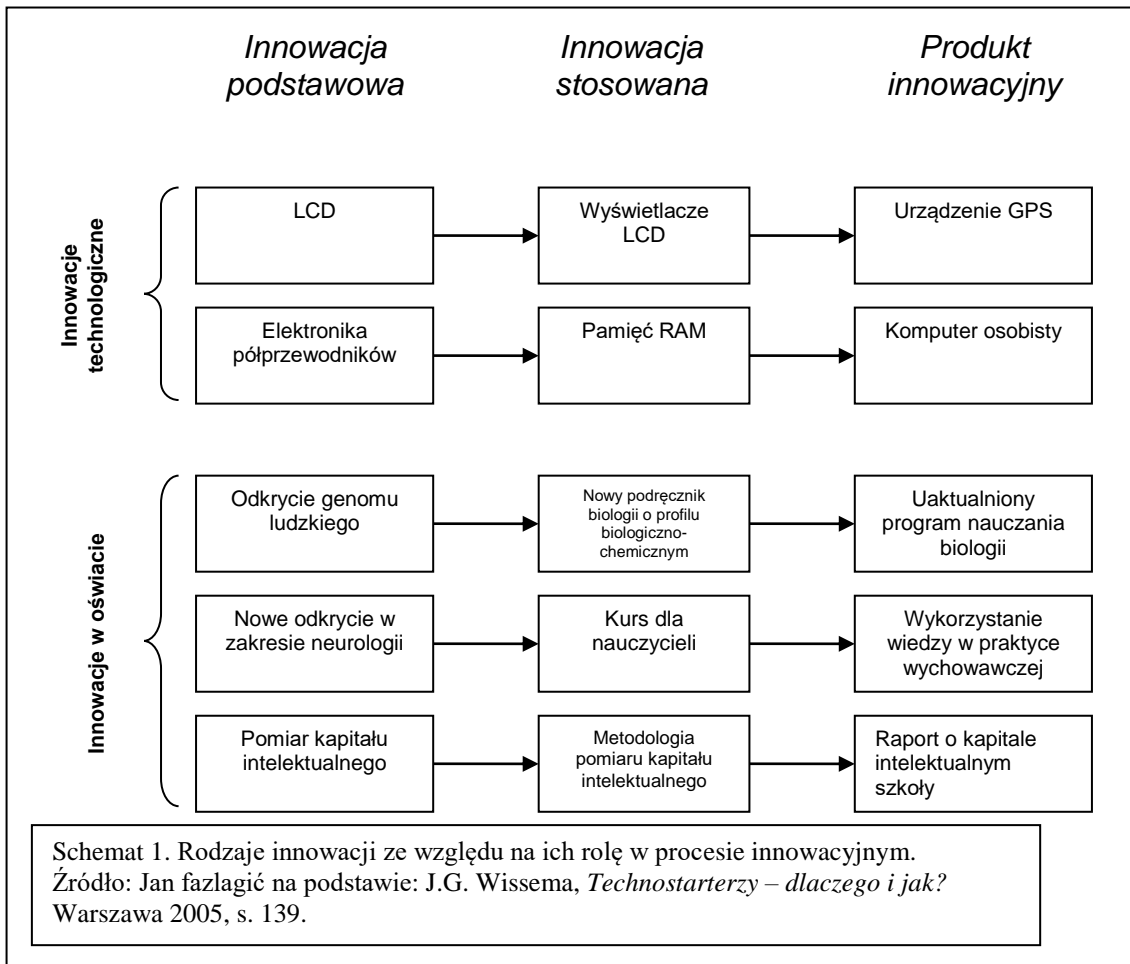 Innowacja
podstawowa
Innowacja
stosowana
Produkt
innowacyjny
Innowacje
technologiczne
LCD
Wyświetlacze
LCD
Urządzenie GPS
Elektronika
półprzewodników
Pamięć RAM
Komputer osobisty
Innowacje w oświacie
Odkrycie genomu
ludzkiego
Nowy podręcznik
biologii o profilu
biologiczno-
chemicznym
Uaktualniony
program nauczania
biologii
Nowe odkrycie w
zakresie neurologii
Kurs dla
nauczycieli
Wykorzystanie
wiedzy w praktyce
wychowawczej
Pomiar kapitału
intelektualnego
Metodologia
pomiaru kapitału
intelektualnego
Raport o kapitale
intelektualnym
szkoły
Schemat 1. Rodzaje innowacji ze względu na ich rolę w procesie innowacyjnym.
Źródło: Jan fazlagić na podstawie: J.G. Wissema, Technostarterzy – dlaczego i jak?
Warszawa 2005, s. 139.